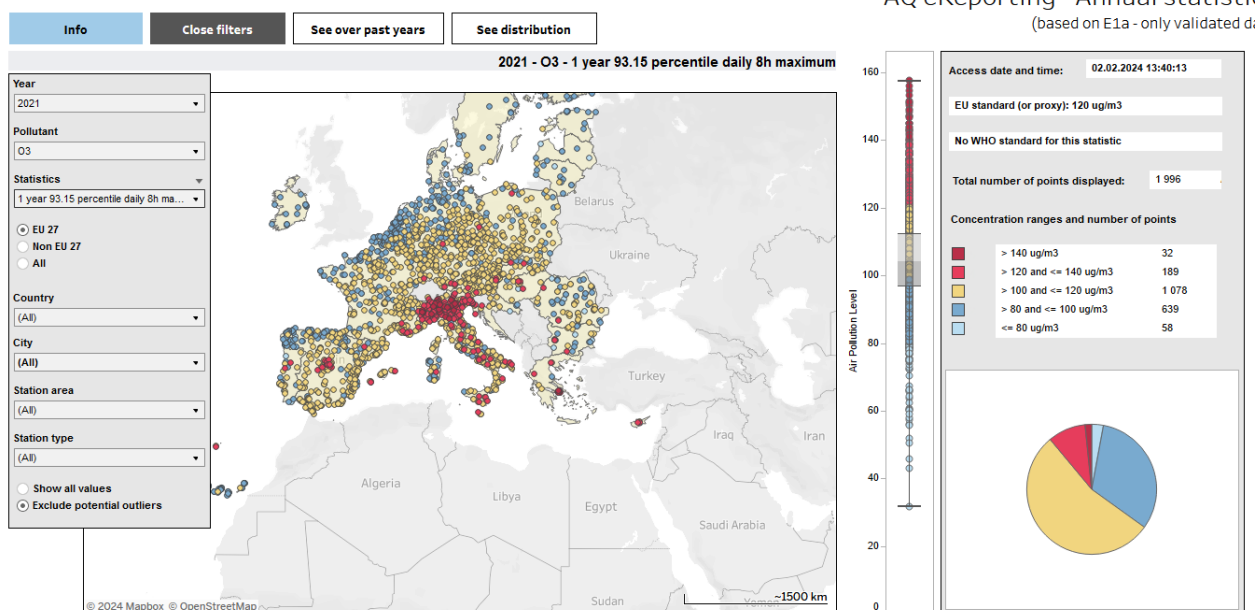 AQ eReporting - Annual statistic
(based on E1a - only validated da
Info
Close filters
See over past years
See distribution
2021 - O3 - 1 year 93.15 percentile daily 8h maximum
Year
2021
Pollutant
O3
Statistics
1 year 93.15 percentile daily 8h ma...
EU 27
Non EU 27
All
Country
(All)
City
(All)
Station area
(All)
Station type
(All)
Show all values
Exclude potential outliers
Belarus
Ukraine
Turkey
Iraq
Iran
Algeria
Libya
Egypt
Saudi Arabia
Sudan
Yemen
~1500 km
© 2024 Mapbox © OpenStreetMap
Air Pollution Level
160
140
120
100
80
60
40
20
0
Access date and time: 02.02.2024 13:40:13
EU standard (or proxy): 120 ug/m3
No WHO standard for this statistic
Total number of points displayed: 1 996
Concentration ranges and number of points
> 140 ug/m3 32
> 120 and <= 140 ug/m3 189
> 100 and <= 120 ug/m3 1 078
> 80 and <= 100 ug/m3 639
<= 80 ug/m3 58